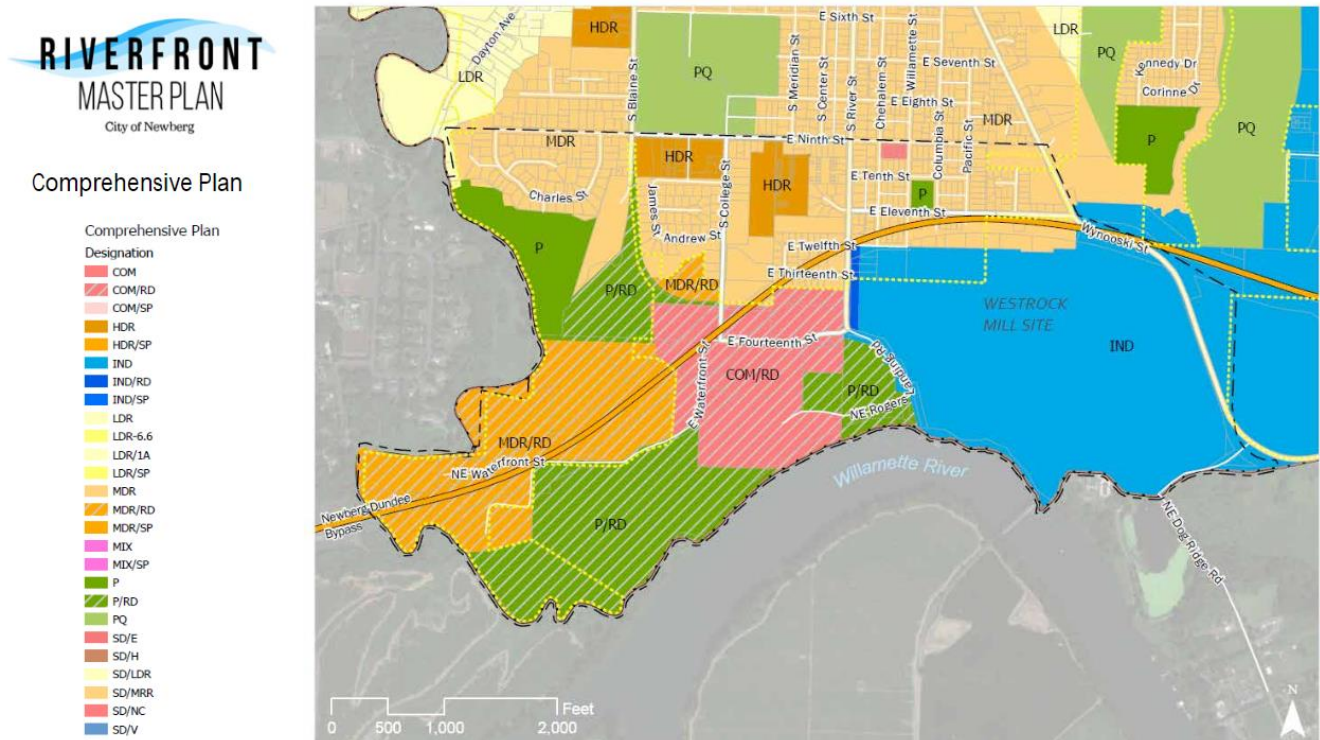 RIVERFRONT
MASTER PLAN
City of Newberg
Comprehensive Plan
Comprehensive Plan
Designation
COM
COM/RD
COM/SP
HDR
HDR/SP
IND
IND/RD
IND/SP
LDR
LDR-6.6
LDR/1A
LDR/SP
MDR
MDR/RD
MDR/SP
MIX
MIX/SP
P
P/RD
PQ
SD/E
SD/H
SD/LDR
SD/MRR
SD/NC
SD/V
E Sixth St
HDR
Dayton Ave
LDR
LDR
PQ
PQ
S Blaine St
S Meridian St
S Center St
S River St
Willamette St
E Seventh St
Kennedy Dr
Corinne Dr
Chehalem St
E Eighth St
MDR
Columbia St
Pacific St
PQ
P
MDR
E Ninth St
HDR
HDR
S College St
E Tenth St
P
Charles St
James St
E Eleventh St
Andrew St
E Twelfth St
Wynooski St
P
E Thirteenth St
P/RD
MDR/RD
WESTROCK
MILL SITE
IND
E Fourteenth St
E Waterfront St
COM/RD
P/RD
Landing Rd
NE Rogers
MDR/RD
NE Waterfront St
Willamette River
Newberg Dundee
Bypass
P/RD
NE Dog Ridge Rd
Feet
0 500 1,000 2,000
N